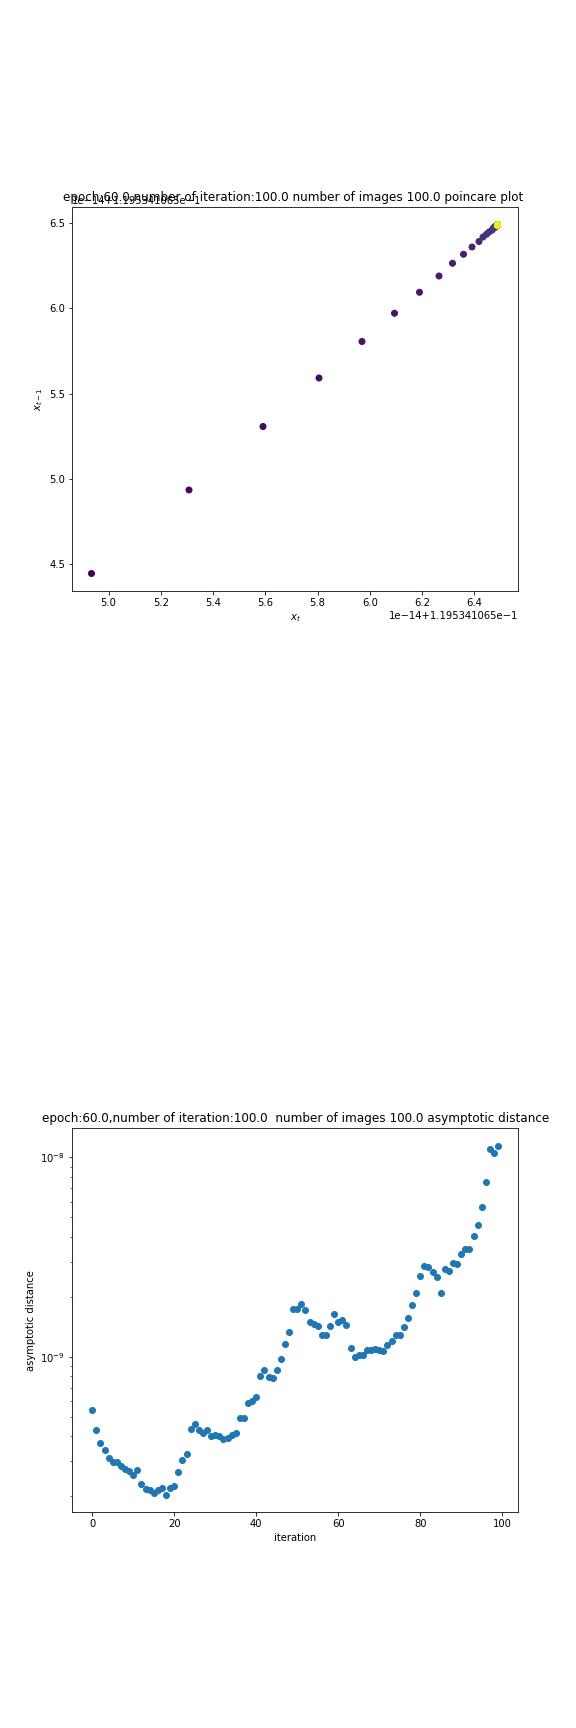 epoch:60.0,number of iteration:100.0 number of images 100.0 poincare plot
1e−14+1.195341065e−1
6.5
6.0
5.5
5.0
4.5
x_{t−1}
5.0 5.2 5.4 5.6 5.8 6.0 6.2 6.4
x_t
1e−14+1.195341065e−1
epoch:60.0,number of iteration:100.0  number of images 100.0 asymptotic distance
10^{−8}
10^{−9}
asymptotic distance
0 20 40 60 80 100
iteration